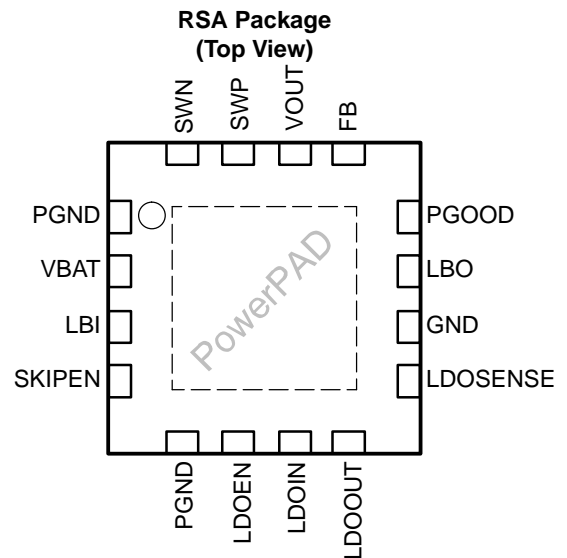 RSA Package
(Top View)
SWN
SWP
VOUT
FB
PGND
PGOOD
VBAT
LBO
LBI
GND
SKIPEN
LDOSENSE
PowerPAD
PGND
LDOEN
LDOIN
LDOOUT